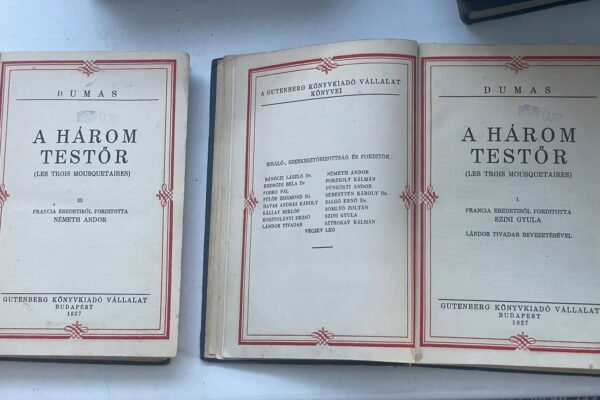 DUMAS
A HÁROM
TESTŐR
(LES TROIS MOUSQUETAIRES)
III
FRANCIA EREDETIBŐL FORDITOTTA
NÉMETH ANDOR
GUTENBERG KÖNYVKIADÓ VÁLLALAT
BUDAPEST
1927
A GUTENBERG KÖNYVKIADÓ VÁLLALAT
KÖNYVEI
BIRÁLÓ-, SZERKESZTŐBIZOTTSÁG ÉS FORDITÓK:
BÁNÓCZI LÁSZLÓ Dr.
ENDRŐDI BÉLA Dr.
FORRÓ PÁL
FÜLÖP ZSIGMOND Dr.
HAVAS ANDRÁS KÁROLY
KÁLLAY MIKLÓS
KOSZTOLÁNYI DEZSŐ
LÁNDOR TIVADAR
NÉMETH ANDOR
PORZSOLT KÁLMÁN
PÜNKÖSTI ANDOR
SEBESTYÉN KÁROLY Dr.
SALGÓ ERNŐ Dr.
SOMLYÓ ZOLTÁN
SZINI GYULA
SZTROKAY KÁLMÁN
VÉCSEY LEÓ
DUMAS
A HÁROM
TESTŐR
(LES TROIS MOUSQUETAIRES)
I.
FRANCIA EREDETIBŐL FORDITOTTA
SZINI GYULA
LÁNDOR TIVADAR BEVEZETÉSÉVEL
GUTENBERG KÖNYVKIADÓ VÁLLALAT
BUDAPEST
1927